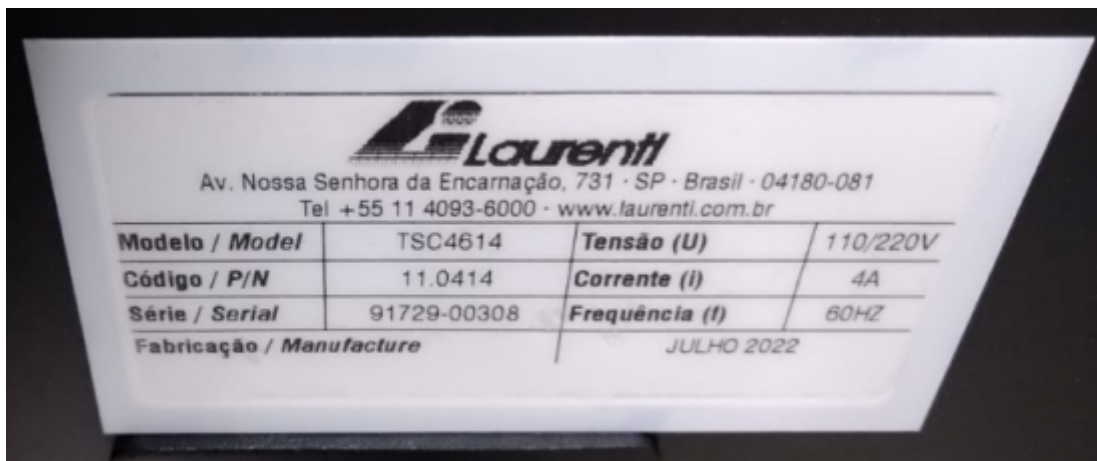 Laurenti
Av. Nossa Senhora da Encarnação, 731 · SP · Brasil · 04180-081
Tel +55 11 4093-6000 · www.laurenti.com.br
Modelo / Model TSC4614 Tensão (U) 110/220V
Código / P/N 11.0414 Corrente (i) 4A
Série / Serial 91729-00308 Frequência (f) 60HZ
Fabricação / Manufacture JULHO 2022